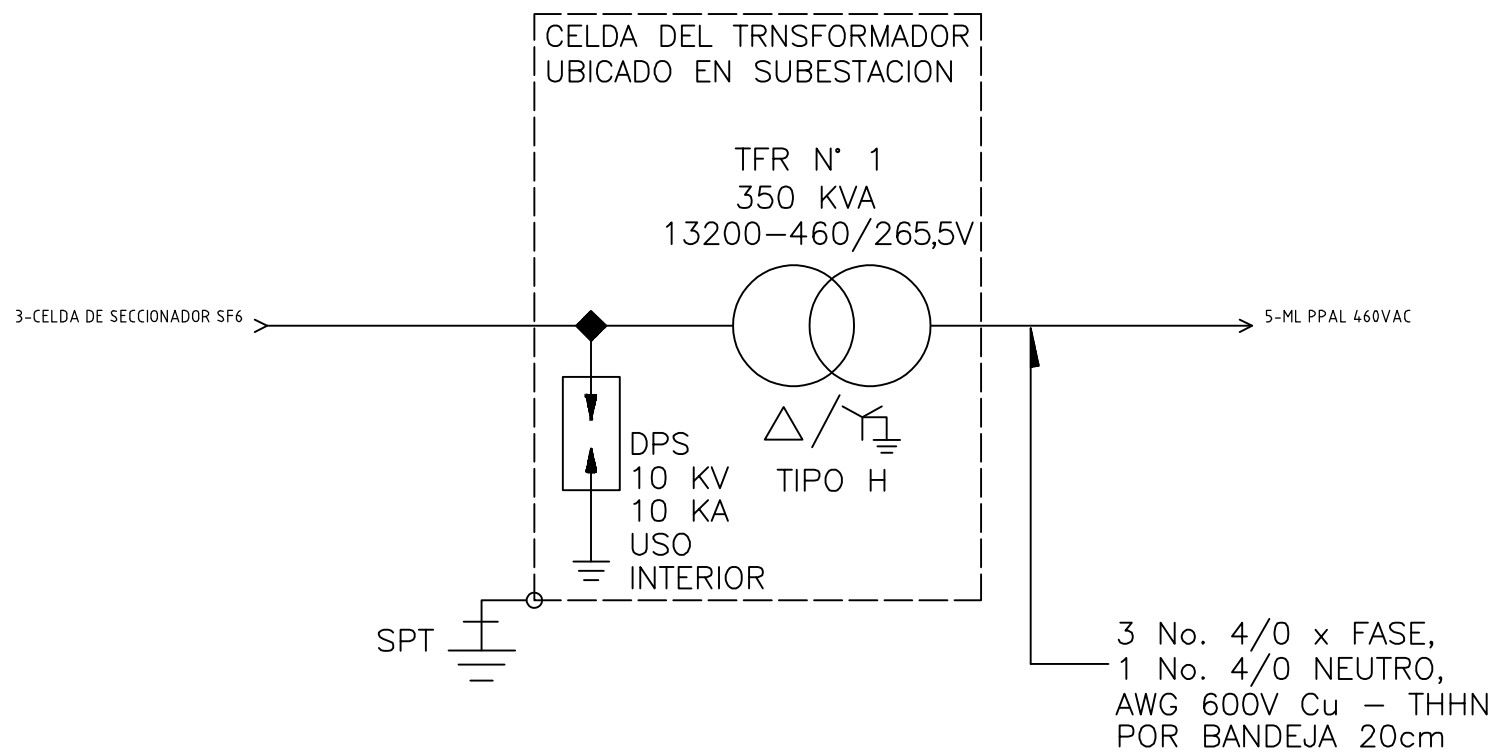 CELDA DEL TRNSFORMADOR
UBICADO EN SUBESTACION
TFR N° 1
350 KVA
13200-460/265,5V
3-CELDA DE SECCIONADOR SF6
5-ML PPAL 460VAC
DPS
10 KV
10 KA
USO
INTERIOR
TIPO H
SPT
3 No. 4/0 x FASE,
1 No. 4/0 NEUTRO,
AWG 600V Cu - THHN
POR BANDEJA 20cm